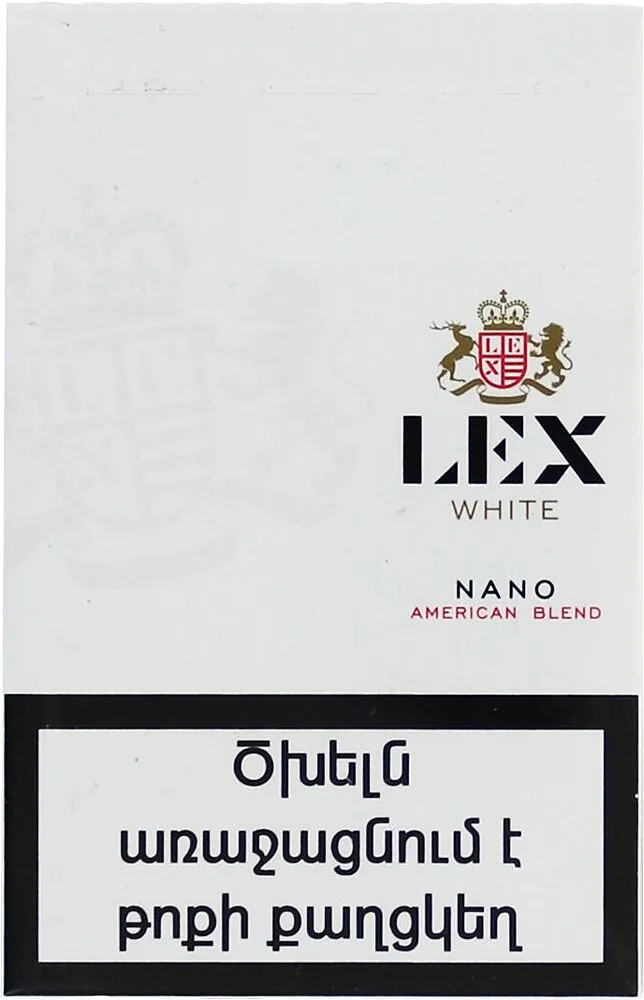 L E
X
LEX
WHITE
NANO
AMERICAN BLEND
Ծխելն
առաջացնում է
թոքի քաղցկեղ